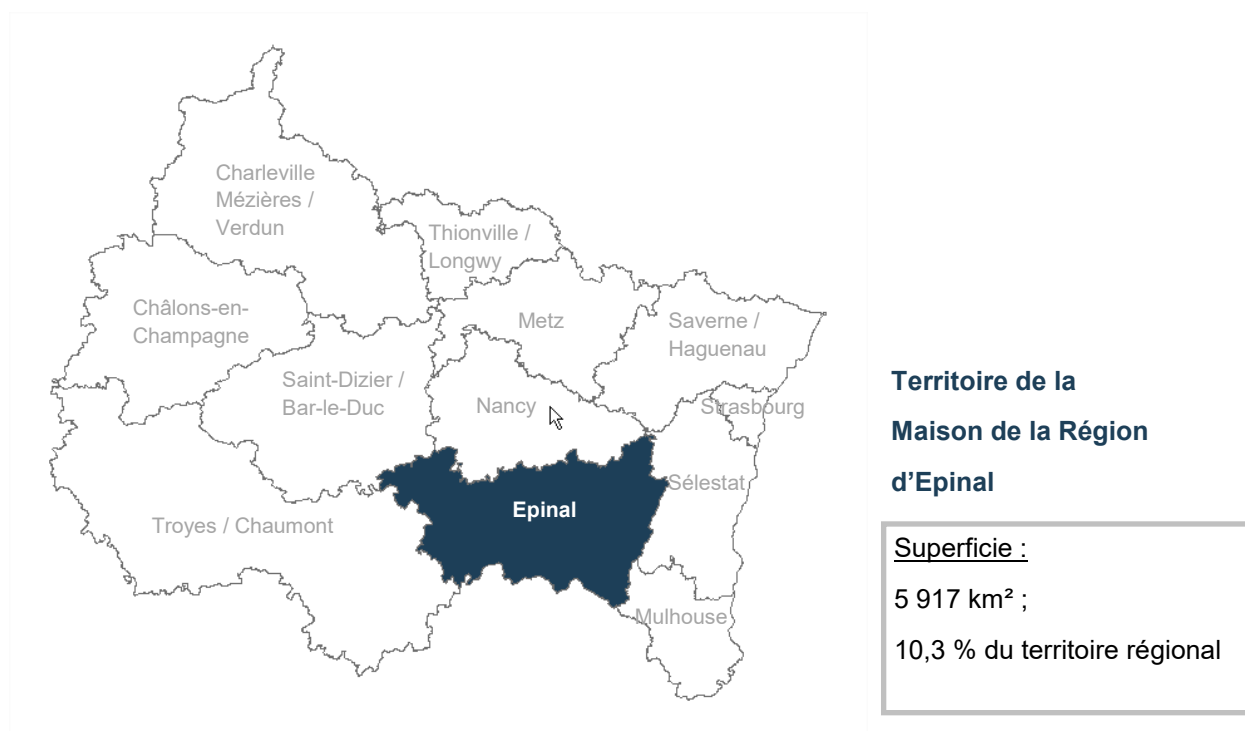 Charleville
Mézières /
Verdun
Thionville /
Longwy
Châlons-en-
Champagne
Metz
Saverne /
Haguenau
Saint-Dizier /
Bar-le-Duc
Nancy
Strasbourg
Sélestat
Epinal
Troyes / Chaumont
Mulhouse
Territoire de la
Maison de la Région
d’Epinal
Superficie :
5 917 km² ;
10,3 % du territoire régional